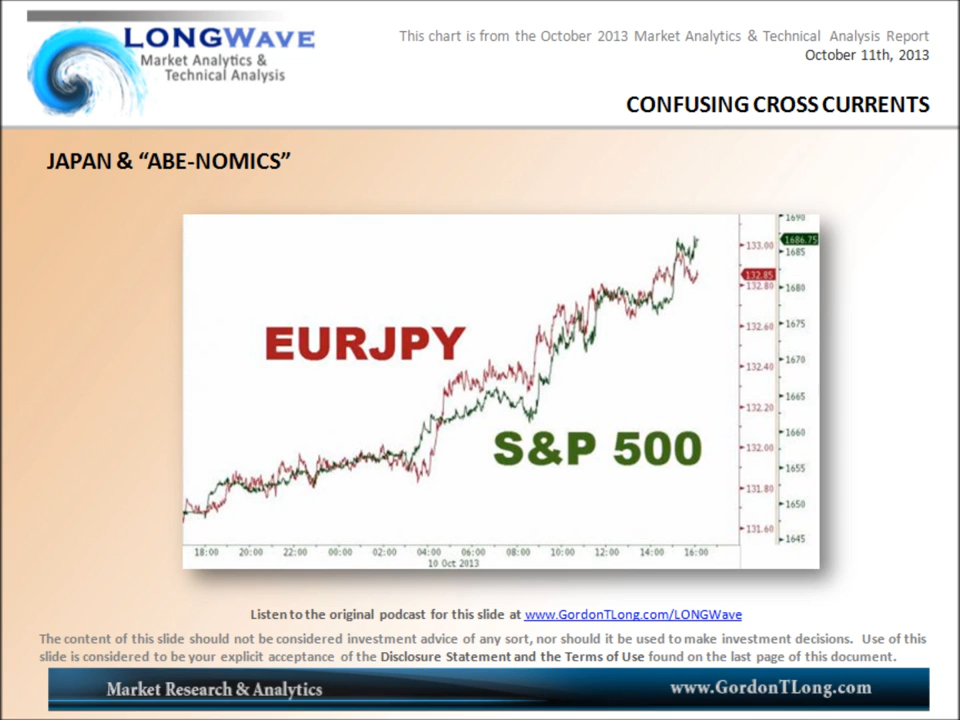 LONGWave
Market Analytics &
Technical Analysis
This chart is from the October 2013 Market Analytics & Technical Analysis Report
October 11th, 2013
CONFUSING CROSS CURRENTS
JAPAN & “ABE-NOMICS”
EURJPY
S&P 500
133.00
132.85
132.80
132.60
132.40
132.20
132.00
131.80
131.60
1690
1686.75
1685
1680
1675
1670
1665
1660
1655
1650
1645
18:00 20:00 22:00 00:00 02:00 04:00 06:00 08:00 10:00 12:00 14:00 16:00
10 Oct 2013
Listen to the original podcast for this slide at www.GordonTLong.com/LONGWave
The content of this slide should not be considered investment advice of any sort, nor should it be used to make investment decisions. Use of this
slide is considered to be your explicit acceptance of the Disclosure Statement and the Terms of Use found on the last page of this document.
Market Research & Analytics
www.GordonTLong.com